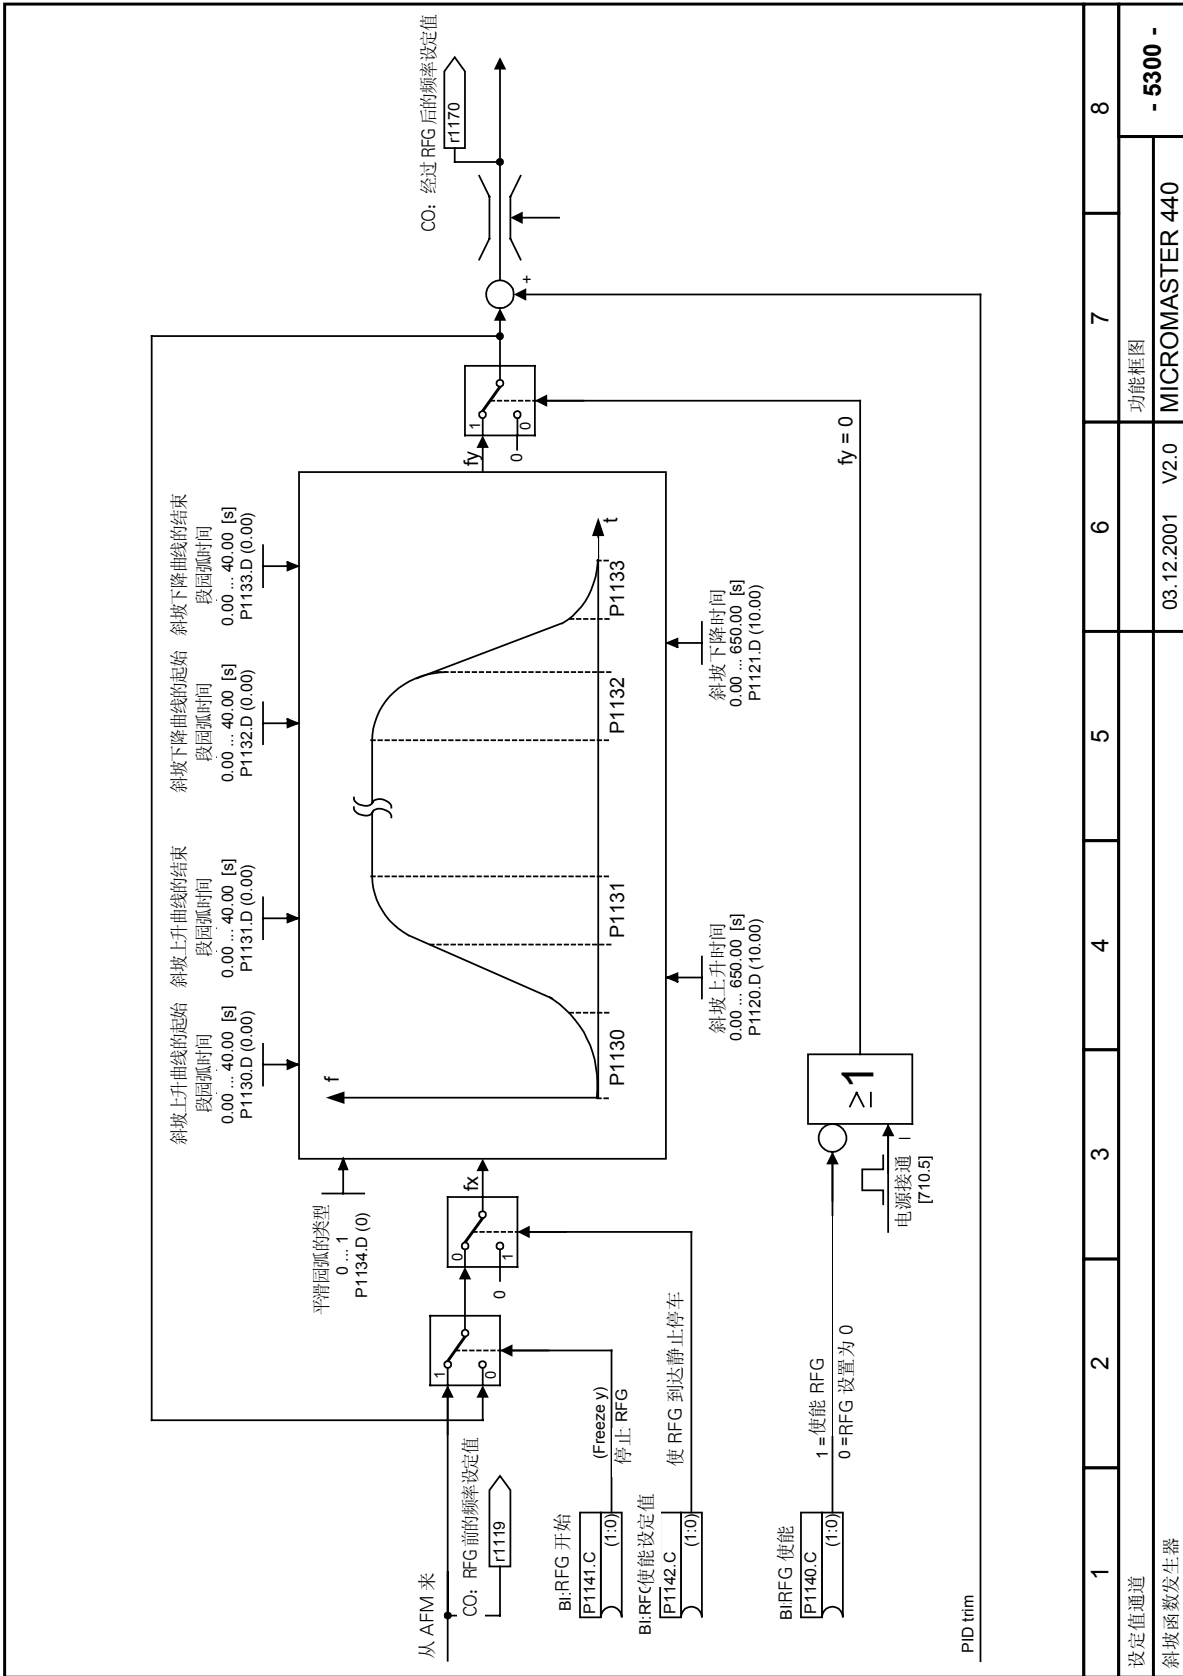 斜坡上升曲线的起始
段园弧时间
0.00 ... 40.00 [s]
P1130.D (0.00)
斜坡上升曲线的结束
段园弧时间
0.00 ... 40.00 [s]
P1131.D (0.00)
斜坡下降曲线的起始
段园弧时间
0.00 ... 40.00 [s]
P1132.D (0.00)
斜坡下降曲线的结束
段园弧时间
0.00 ... 40.00 [s]
P1133.D (0.00)
平滑园弧的类型
0 ... 1
P1134.D (0)
f
t
P1130
P1131
P1132
P1133
从 AFM 来
CO: RFG 前的频率设定值
r1119
1
0
0
1
0
fx
fy
1
0
0
+
CO: 经过 RFG 后的频率设定值
r1170
斜坡上升时间
0.00 ... 650.00 [s]
P1120.D (10.00)
斜坡下降时间
0.00 ... 650.00 [s]
P1121.D (10.00)
BI:RFG 开始
P1141.C
(1:0)
(Freeze y)
停止 RFG
BI:RFG使能设定值
P1142.C
(1:0)
使 RFG 到达静止停车
BI:RFG 使能
P1140.C
(1:0)
1 =使能 RFG
0 =RFG 设置为 0
≥1
电源接通
[710.5]
fy = 0
PID trim
1
2
3
4
5
6
7
8
设定值通道
斜坡函数发生器
03.12.2001
V2.0
功能框图
MICROMASTER 440
- 5300 -